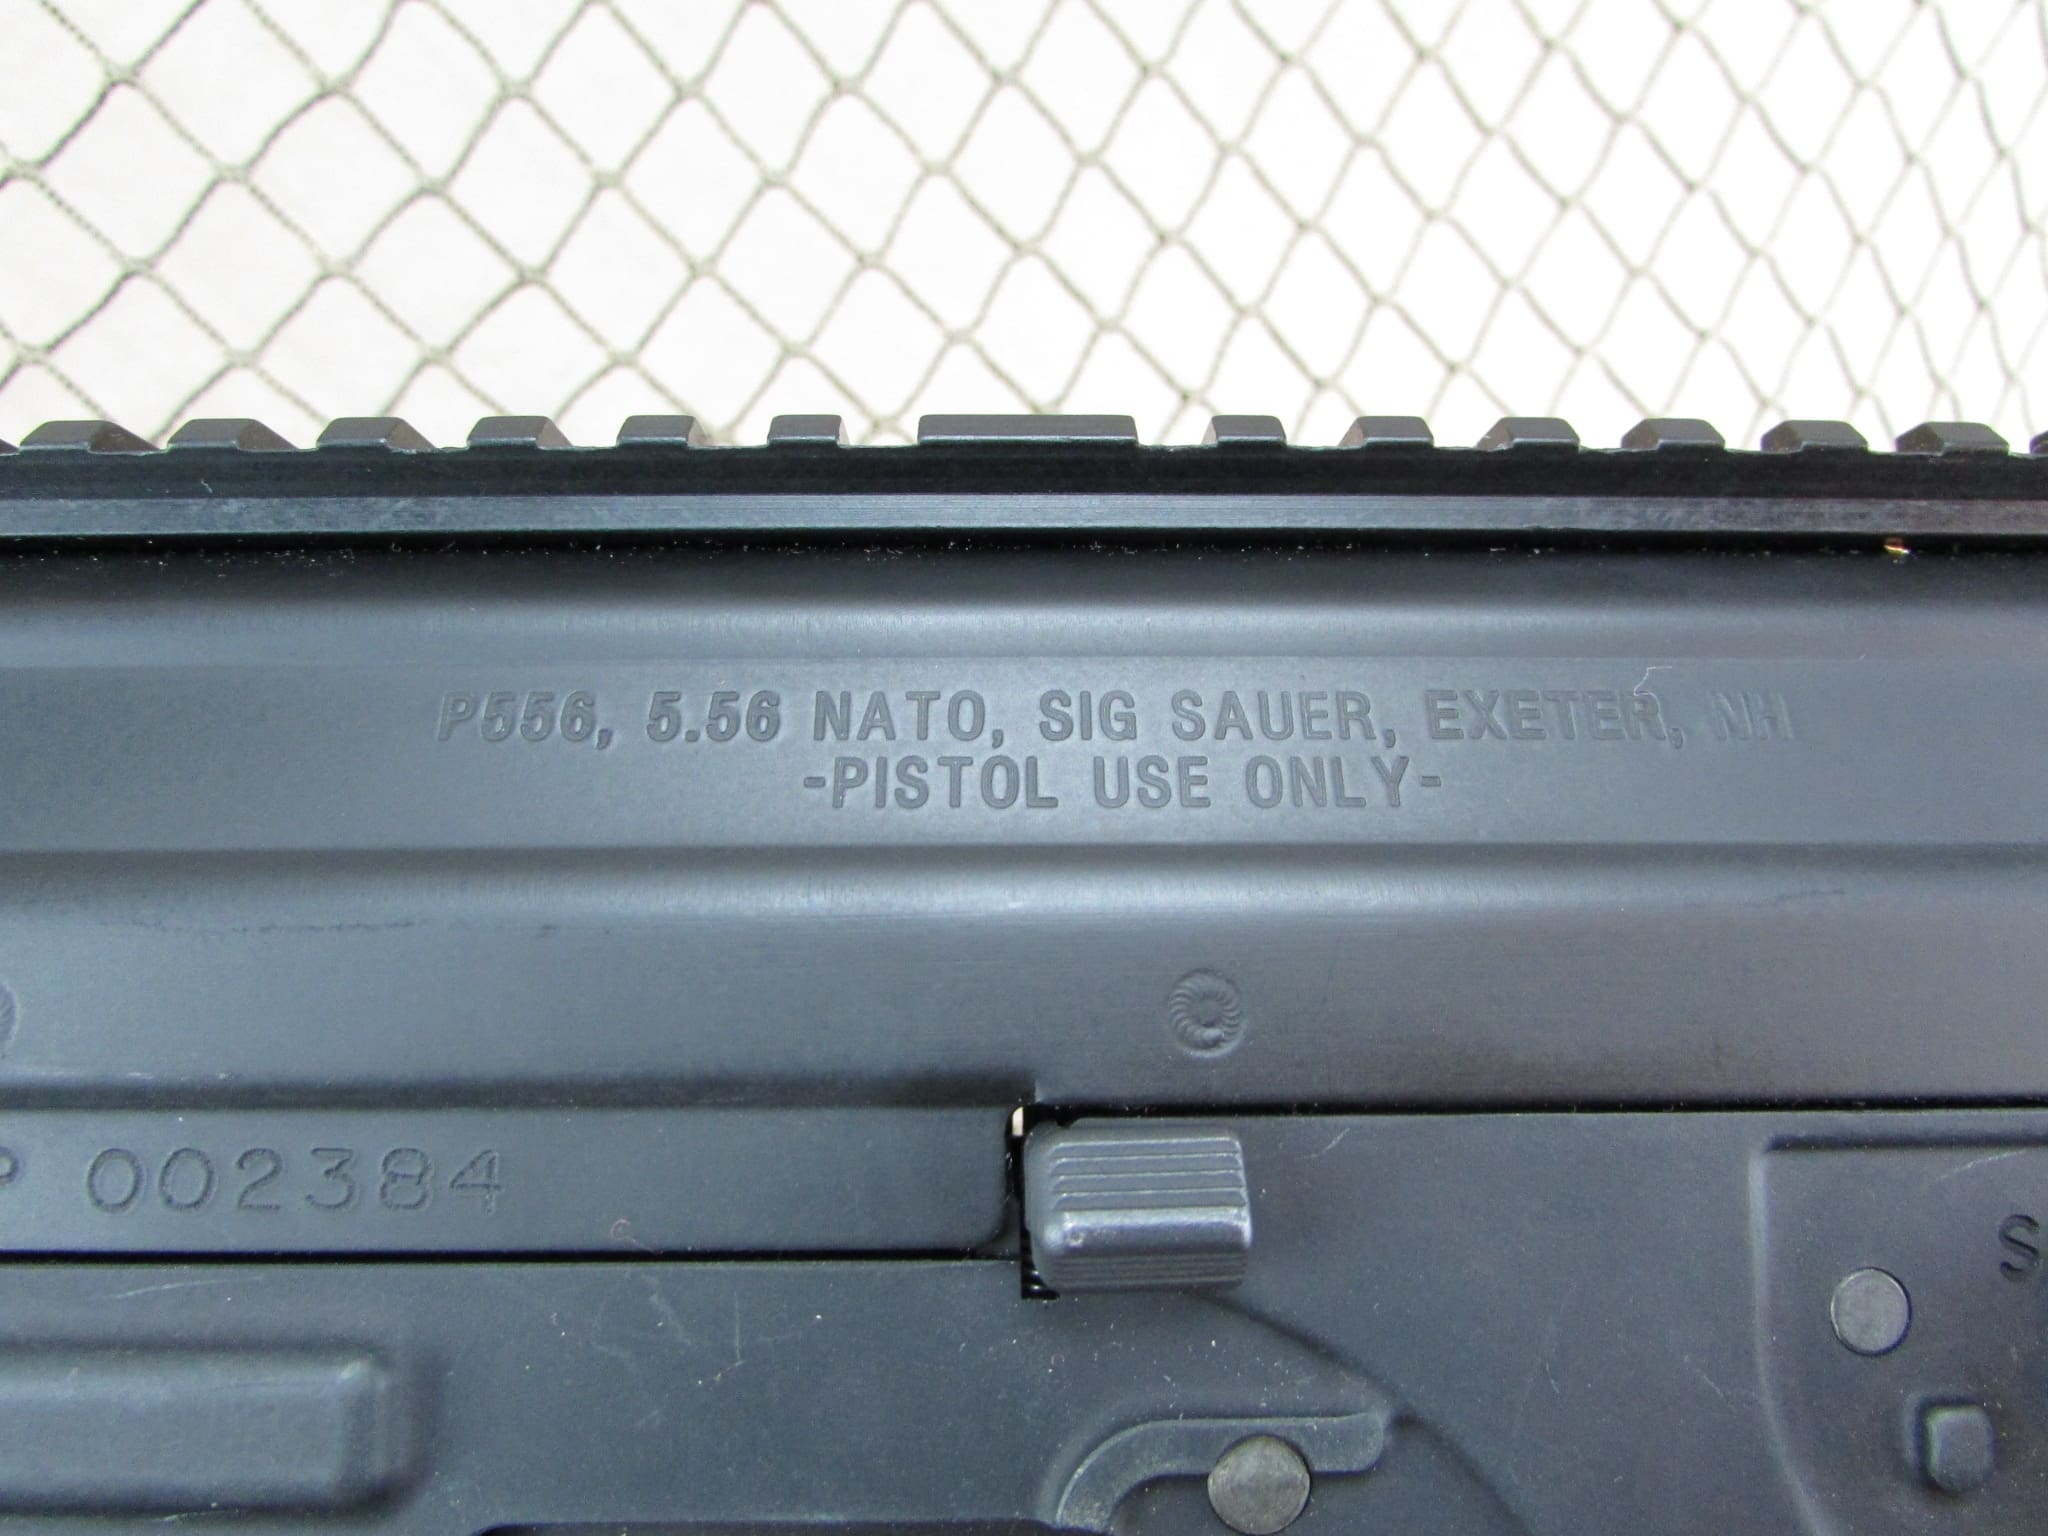 P556, 5.56 NATO, SIG SAUER, EXETER, NH
-PISTOL USE ONLY-
P 002384
S